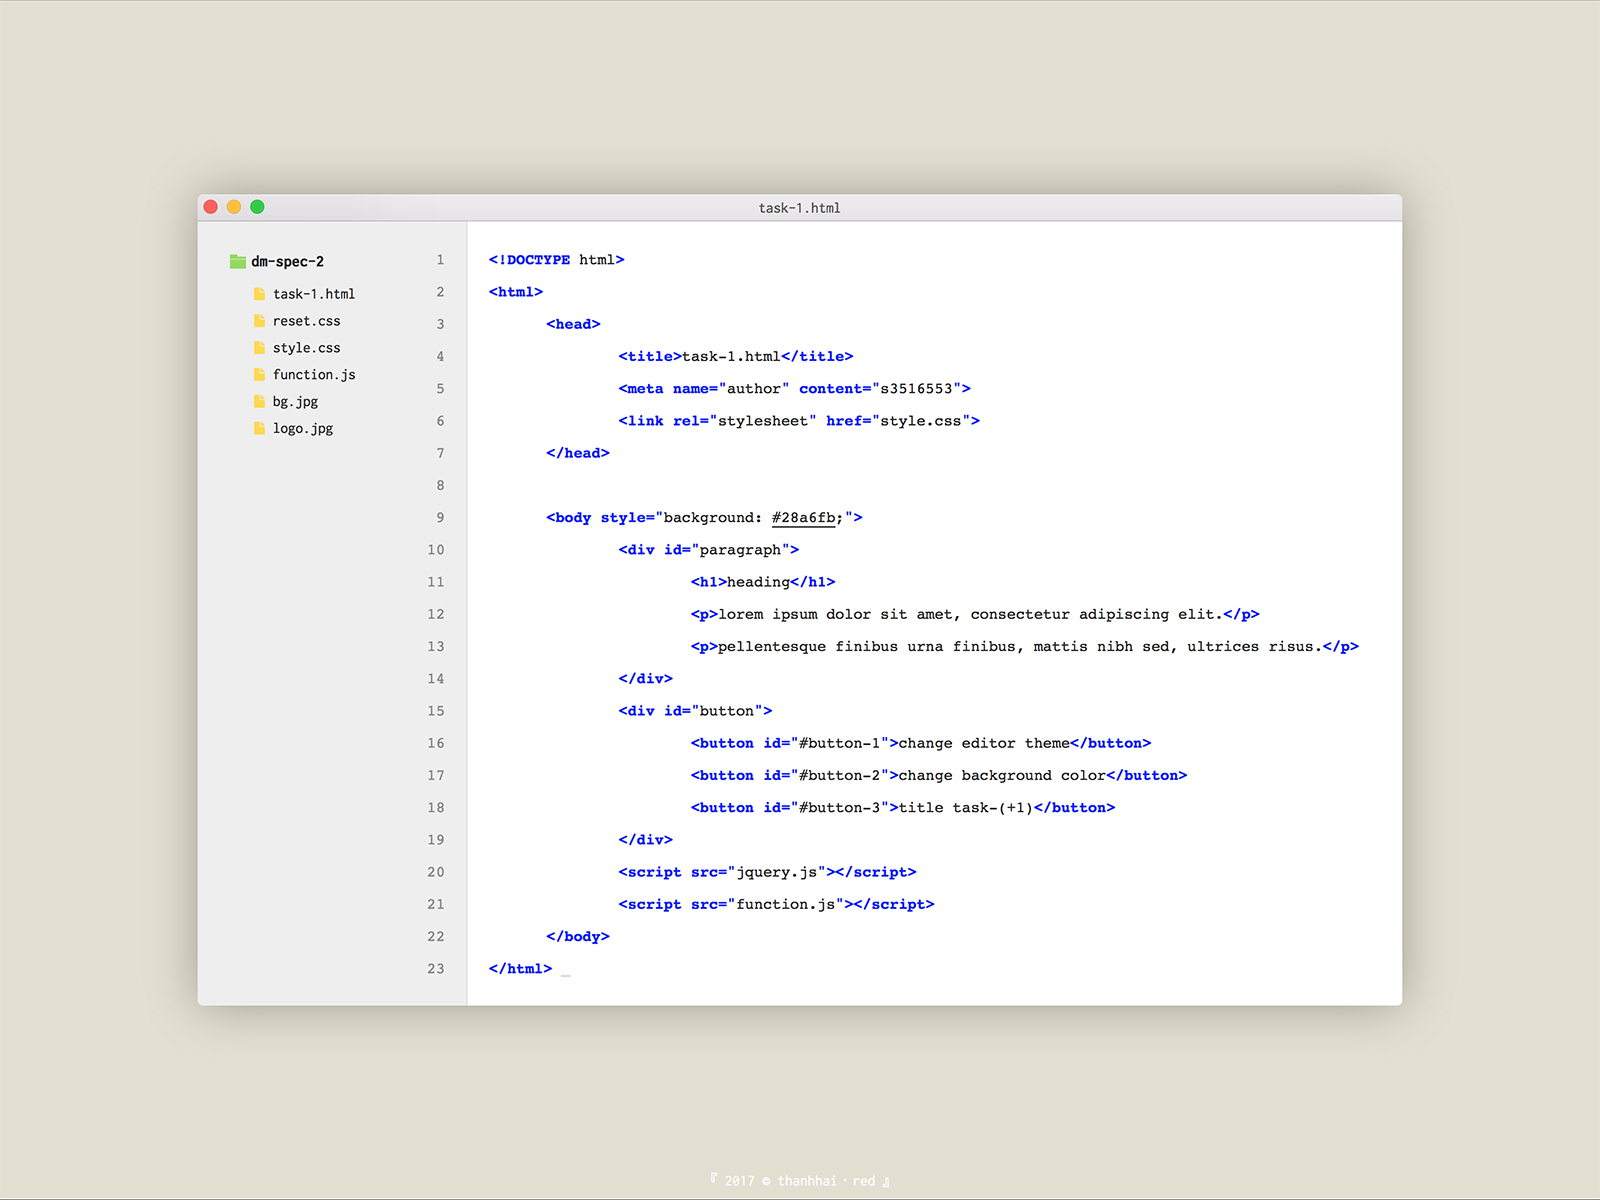 task-1.html
dm-spec-2
task-1.html
reset.css
style.css
function.js
bg.jpg
logo.jpg
1 <!DOCTYPE html>
2 <html>
3 <head>
4 <title>task-1.html</title>
5 <meta name="author" content="s3516553">
6 <link rel="stylesheet" href="style.css">
7 </head>
8
9 <body style="background: #28a6fb;">
10 <div id="paragraph">
11 <h1>heading</h1>
12 <p>lorem ipsum dolor sit amet, consectetur adipiscing elit.</p>
13 <p>pellentesque finibus urna finibus, mattis nibh sed, ultrices risus.</p>
14 </div>
15 <div id="button">
16 <button id="#button-1">change editor theme</button>
17 <button id="#button-2">change background color</button>
18 <button id="#button-3">title task-(+1)</button>
19 </div>
20 <script src="jquery.js"></script>
21 <script src="function.js"></script>
22 </body>
23 </html> _
『 2017 © thanhhai · red 』